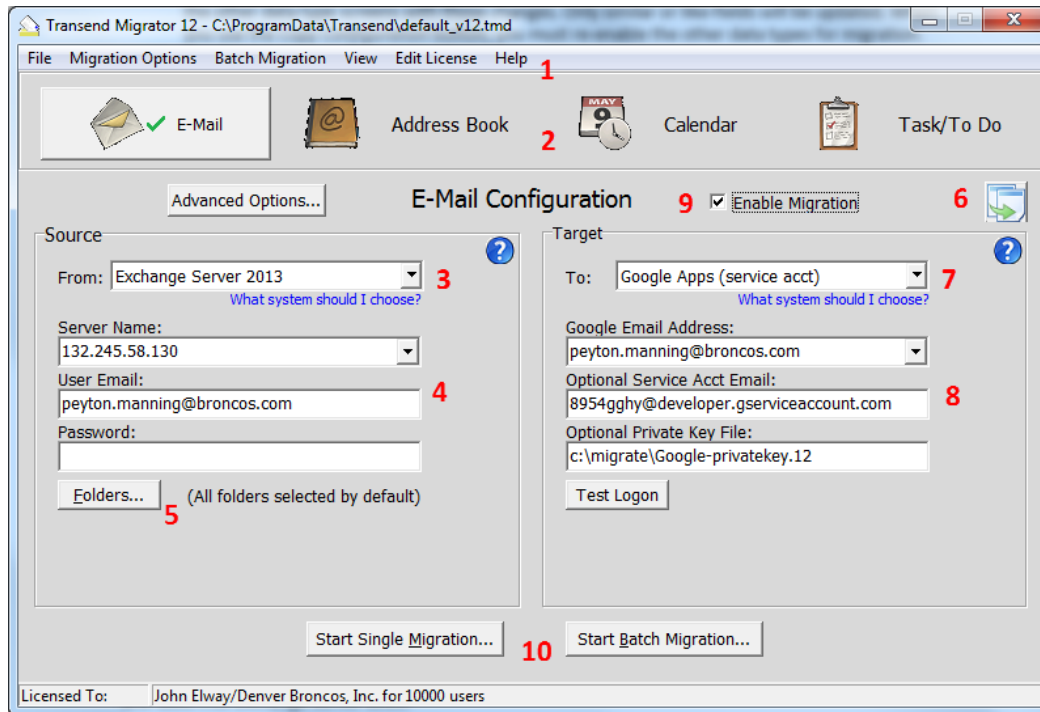 Transend Migrator 12 - C:\ProgramData\Transend\default_v12.tmd
File Migration Options Batch Migration View Edit License Help
1
E-Mail
Address Book
2
MAY
9
Calendar
Task/To Do
Advanced Options...
E-Mail Configuration
9
Enable Migration
6
Source
Target
From: Exchange Server 2013
3
To: Google Apps (service acct)
7
What system should I choose?
What system should I choose?
Server Name:
132.245.58.130
User Email:
peyton.manning@broncos.com
4
Password:
Folders...
(All folders selected by default)
5
Google Email Address:
peyton.manning@broncos.com
Optional Service Acct Email:
8954gghy@developer.gserviceaccount.com
8
Optional Private Key File:
c:\migrate\Google-privatekey.12
Test Logon
Start Single Migration...
10
Start Batch Migration...
Licensed To: John Elway/Denver Broncos, Inc. for 10000 users